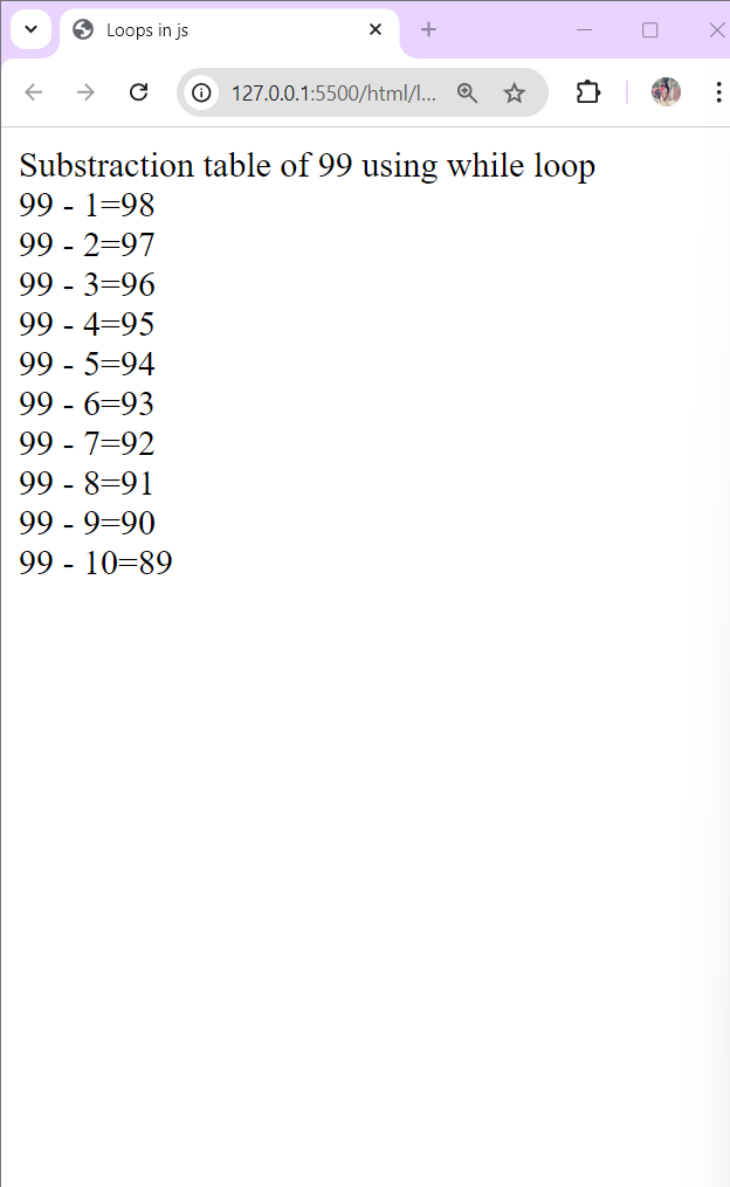 Loops in js
127.0.0.1:5500/html/l...
Substraction table of 99 using while loop
99 - 1=98
99 - 2=97
99 - 3=96
99 - 4=95
99 - 5=94
99 - 6=93
99 - 7=92
99 - 8=91
99 - 9=90
99 - 10=89